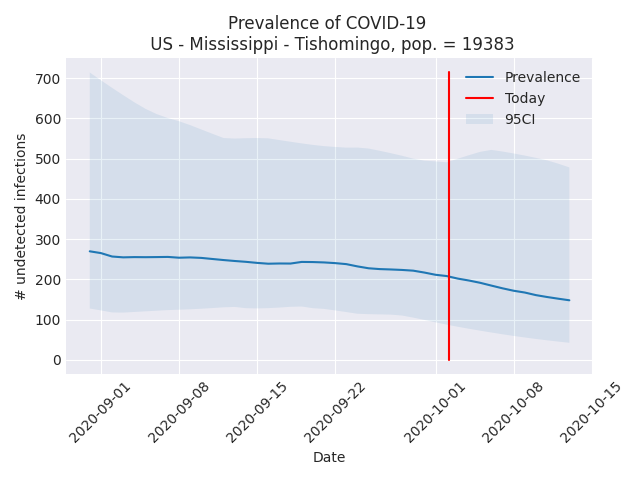 Prevalence of COVID-19
US - Mississippi - Tishomingo, pop. = 19383
Prevalence
Today
95CI
700
600
500
400
300
200
100
0
# undetected infections
2020-09-01
2020-09-08
2020-09-15
2020-09-22
2020-10-01
2020-10-08
2020-10-15
Date